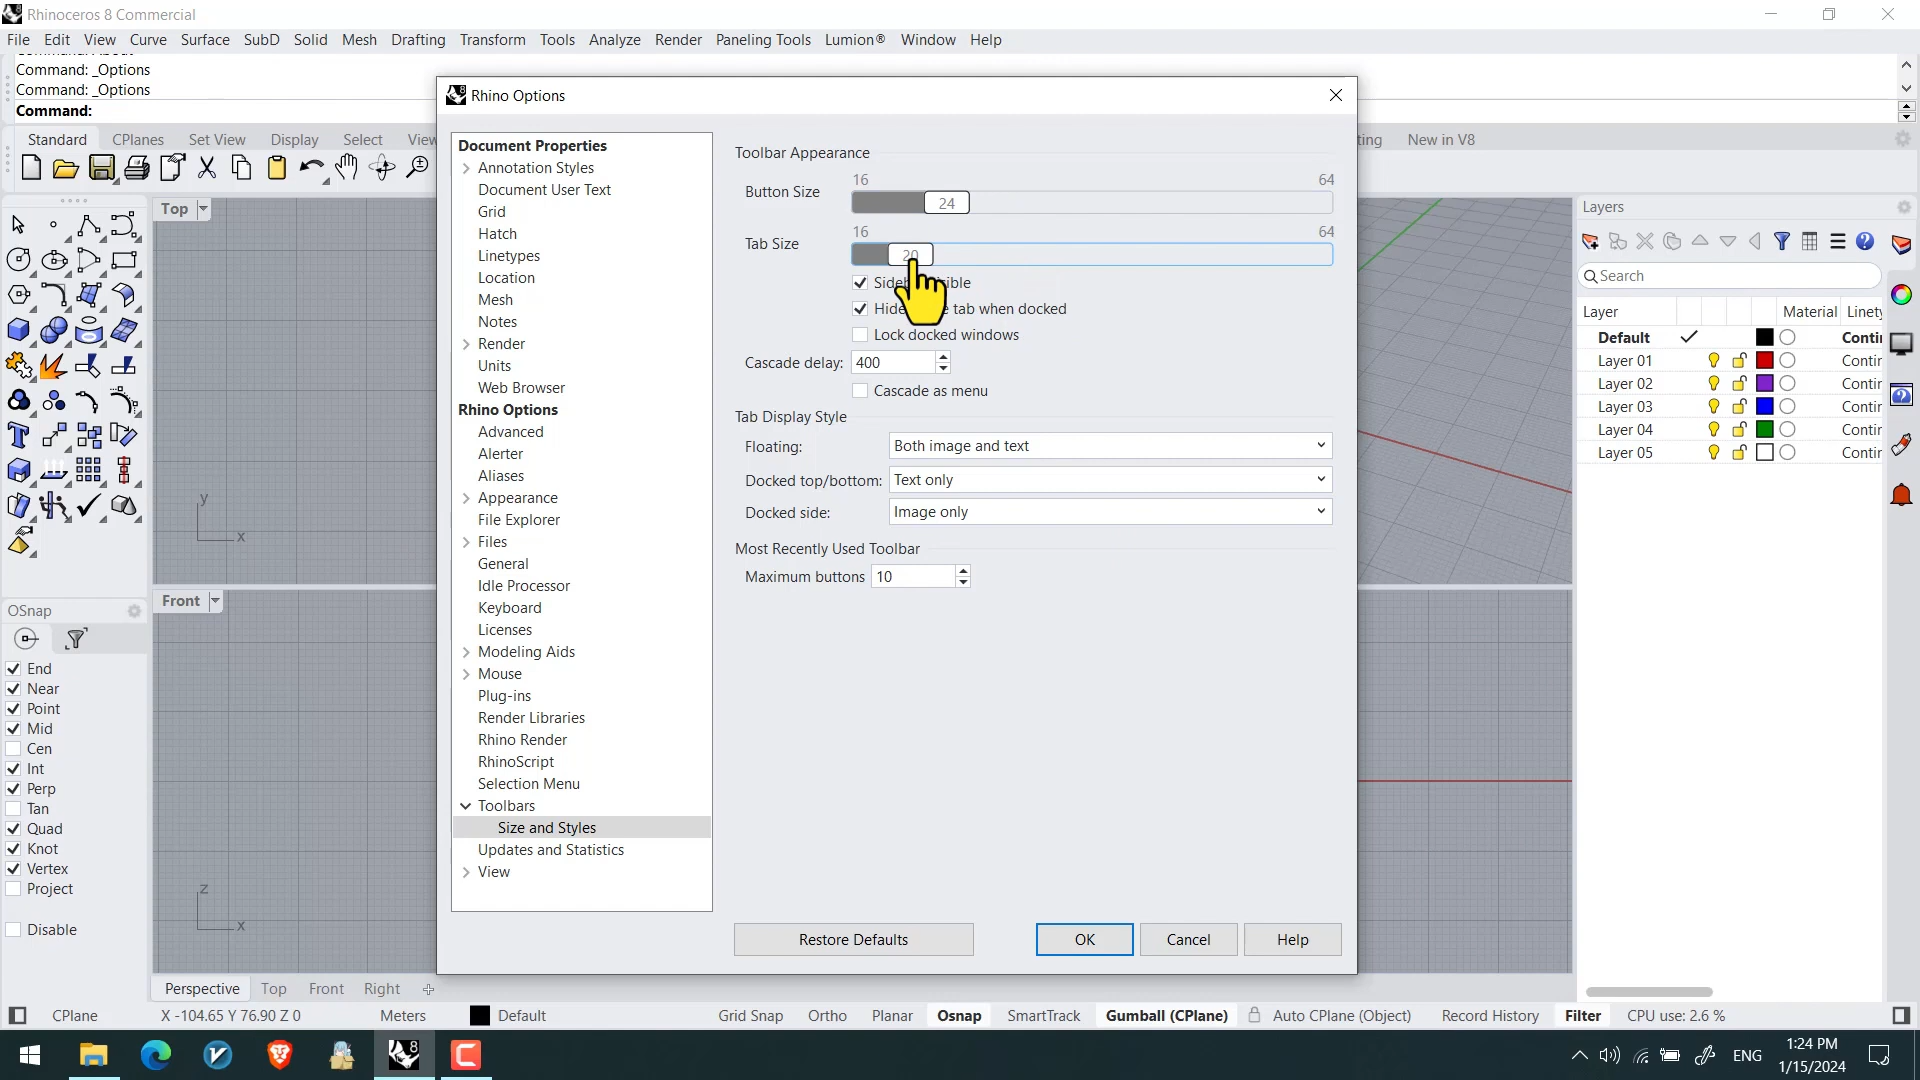 Rhinoceros 8 Commercial
File Edit View Curve Surface SubD Solid Mesh Drafting Transform Tools Analyze Render Paneling Tools Lumion® Window Help
Command: _Options
Command: _Options
Command:
Standard CPlanes Set View Display Select View
New in V8
Top
Front
OSnap
End
Near
Point
Mid
Cen
Int
Perp
Tan
Quad
Knot
Vertex
Project
Disable
y
x
z
x
Rhino Options
Document Properties
Annotation Styles
Document User Text
Grid
Hatch
Linetypes
Location
Mesh
Notes
Render
Units
Web Browser
Rhino Options
Advanced
Alerter
Aliases
Appearance
File Explorer
Files
General
Idle Processor
Keyboard
Licenses
Modeling Aids
Mouse
Plug-ins
Render Libraries
Rhino Render
RhinoScript
Selection Menu
Toolbars
Size and Styles
Updates and Statistics
View
Toolbar Appearance
16 64
Button Size 24
16 64
Tab Size 20
Lock docked windows
Cascade delay: 400
Cascade as menu
Tab Display Style
Floating: Both image and text
Docked top/bottom: Text only
Docked side: Image only
Most Recently Used Toolbar
Maximum buttons 10
Restore Defaults OK Cancel Help
Layers
Search
Layer Material Linety
Default Conti
Layer 01 Contir
Layer 02 Contir
Layer 03 Contir
Layer 04 Contir
Layer 05 Contir
Perspective Top Front Right
CPlane X -104.65 Y 76.90 Z 0 Meters Default Grid Snap Ortho Planar Osnap SmartTrack Gumball (CPlane) Auto CPlane (Object) Record History Filter CPU use: 2.6 %
ENG
1:24 PM
1/15/2024